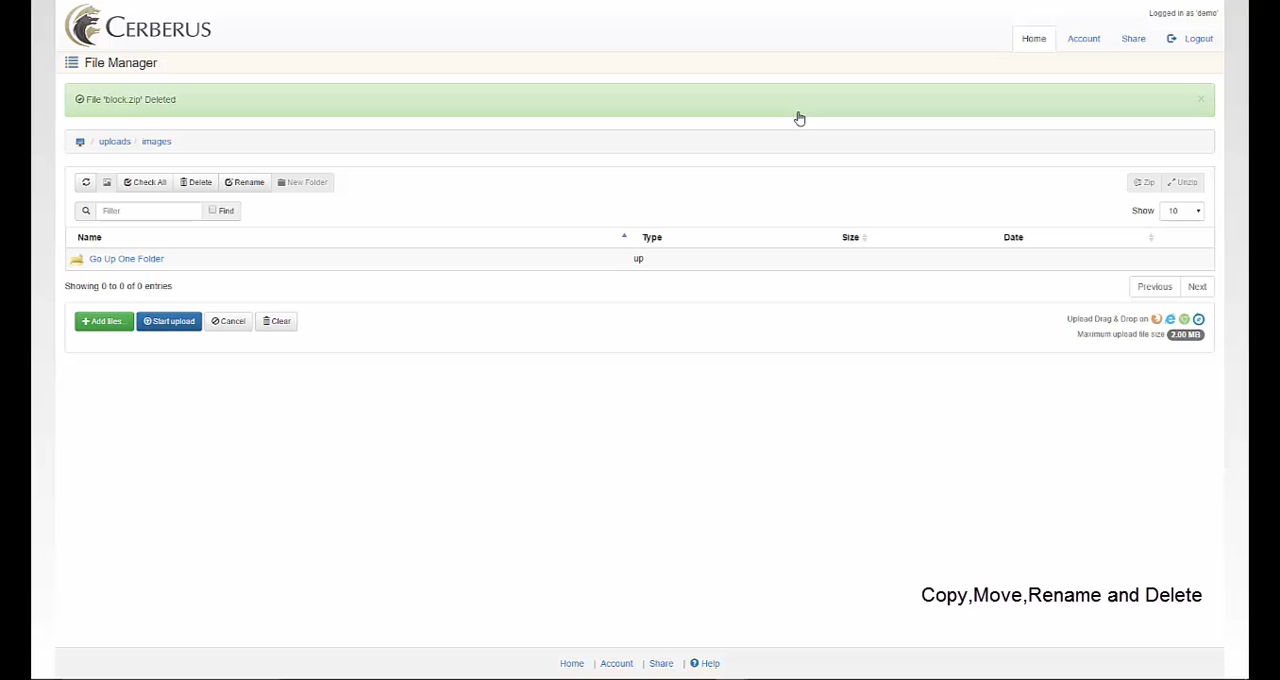 CERBERUS
Logged in as 'demo'
Home Account Share Logout
File Manager
File 'block.zip' Deleted ×
/ uploads / images
Check All Delete Rename New Folder Zip Unzip
Filter Find Show 10
Name Type Size Date
Go Up One Folder up
Showing 0 to 0 of 0 entries Previous Next
+ Add files... Start upload Cancel Clear Upload Drag & Drop on
Maximum upload file size 2.00 MB
Copy,Move,Rename and Delete
Home | Account | Share | Help